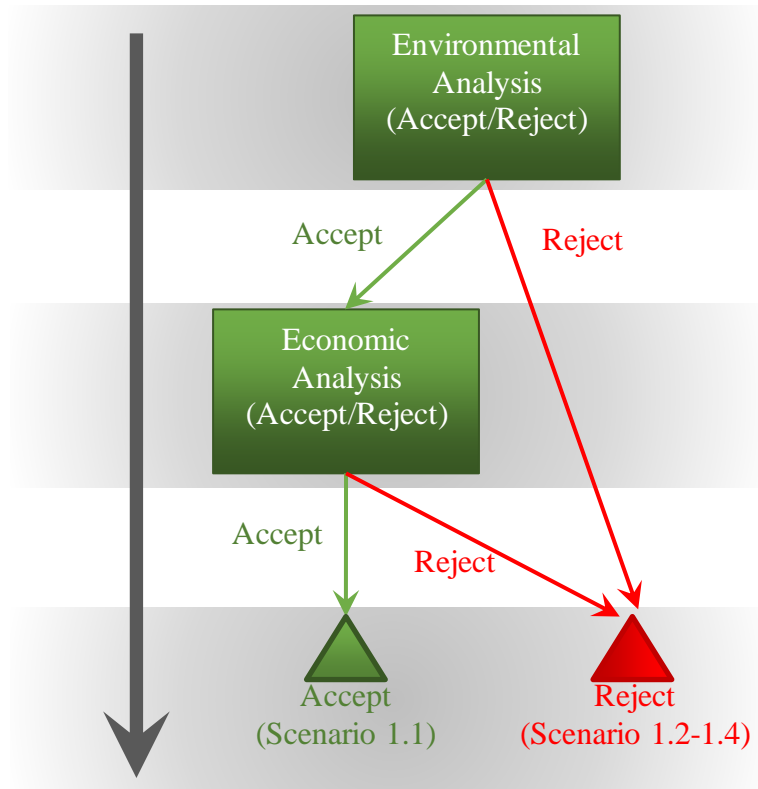 Environmental
Analysis
(Accept/Reject)
Accept
Reject
Economic
Analysis
(Accept/Reject)
Accept
Reject
Accept
(Scenario 1.1)
Reject
(Scenario 1.2-1.4)